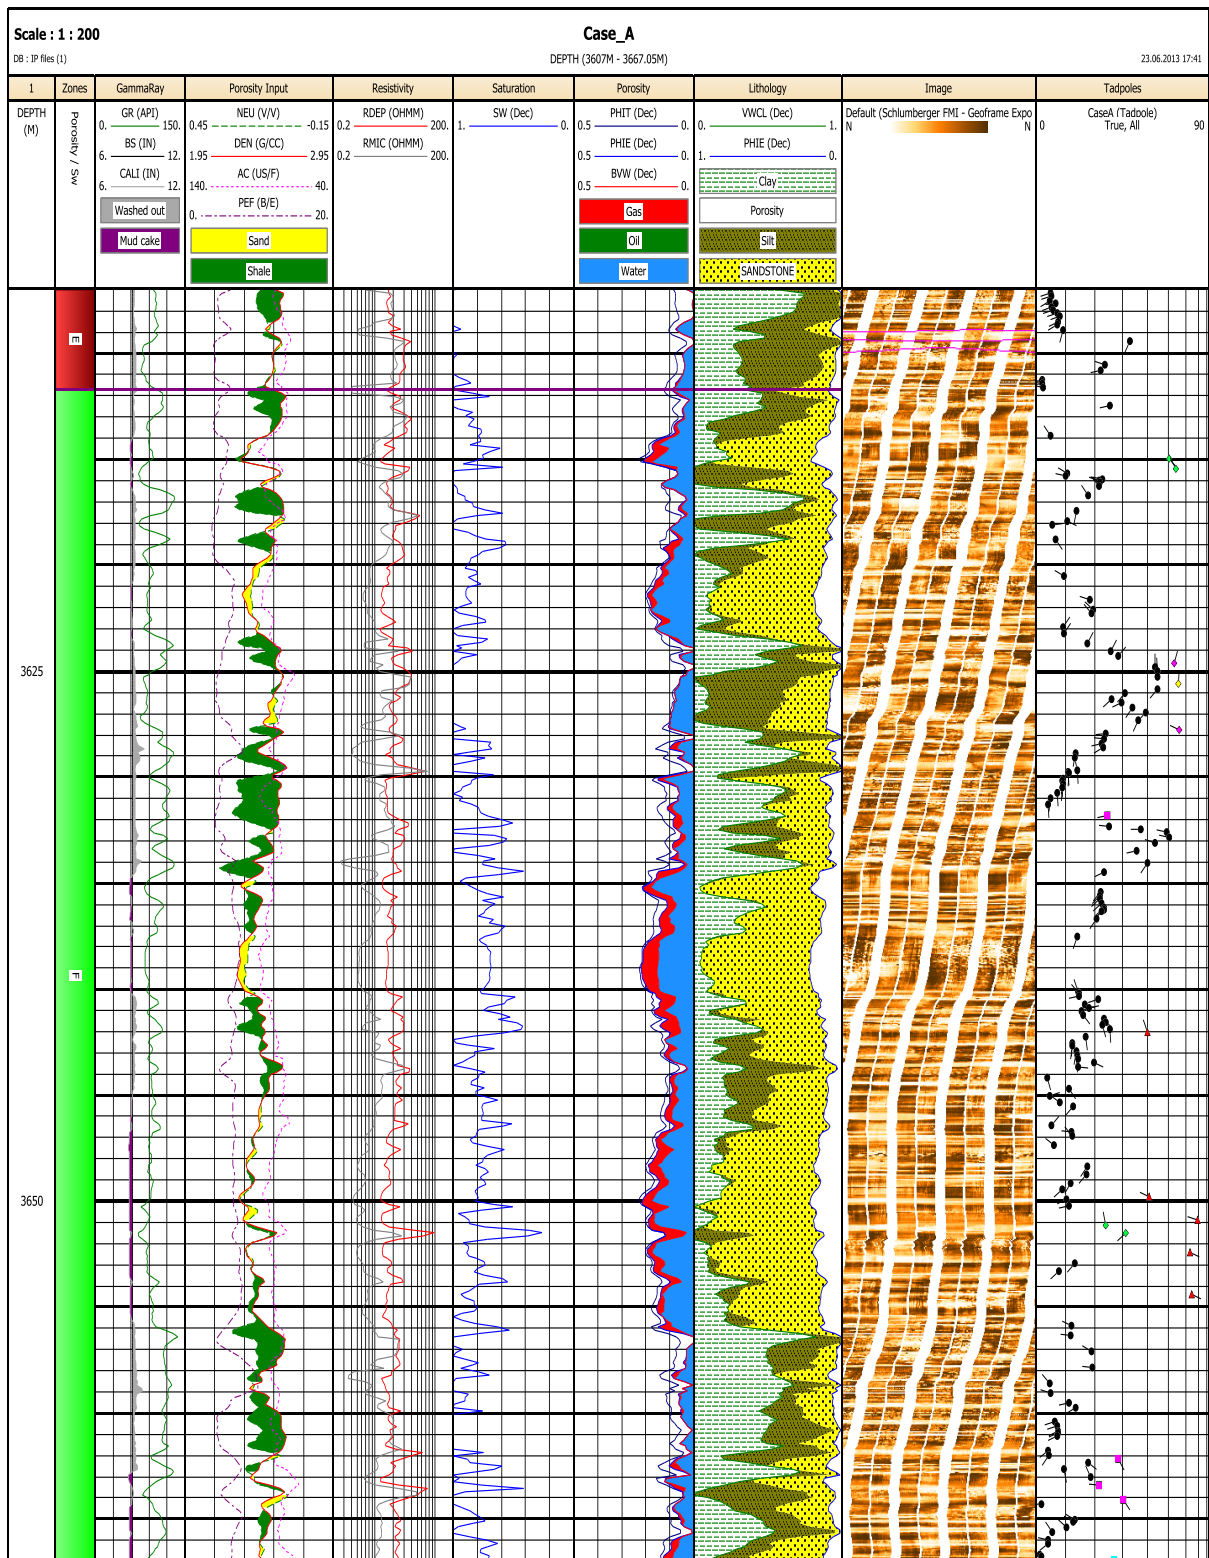 Scale : 1 : 200
Case_A
DB : IP files (1)
DEPTH (3607M - 3667.05M)
23.06.2013 17:41
1 Zones GammaRay Porosity Input Resistivity Saturation Porosity Lithology Image Tadpoles
DEPTH
(M)
Porosity / Sw
GR (API)
0. 150.
BS (IN)
6. 12.
CALI (IN)
6. 12.
Washed out
Mud cake
NEU (V/V)
0.45 -0.15
DEN (G/CC)
1.95 2.95
AC (US/F)
140. 40.
PEF (B/E)
0. 20.
Sand
Shale
RDEP (OHMM)
0.2 200.
RMIC (OHMM)
0.2 200.
SW (Dec)
1. 0.
PHIT (Dec)
0.5 0.
PHIE (Dec)
0.5 0.
BVW (Dec)
0.5 0.
Gas
Oil
Water
VWCL (Dec)
0. 1.
PHIE (Dec)
1. 0.
Clay
Porosity
Silt
SANDSTONE
Default (Schlumberger FMI - Geoframe Expo
N N
CaseA (Tadpole)
0 True, All 90
E
3625
F
3650